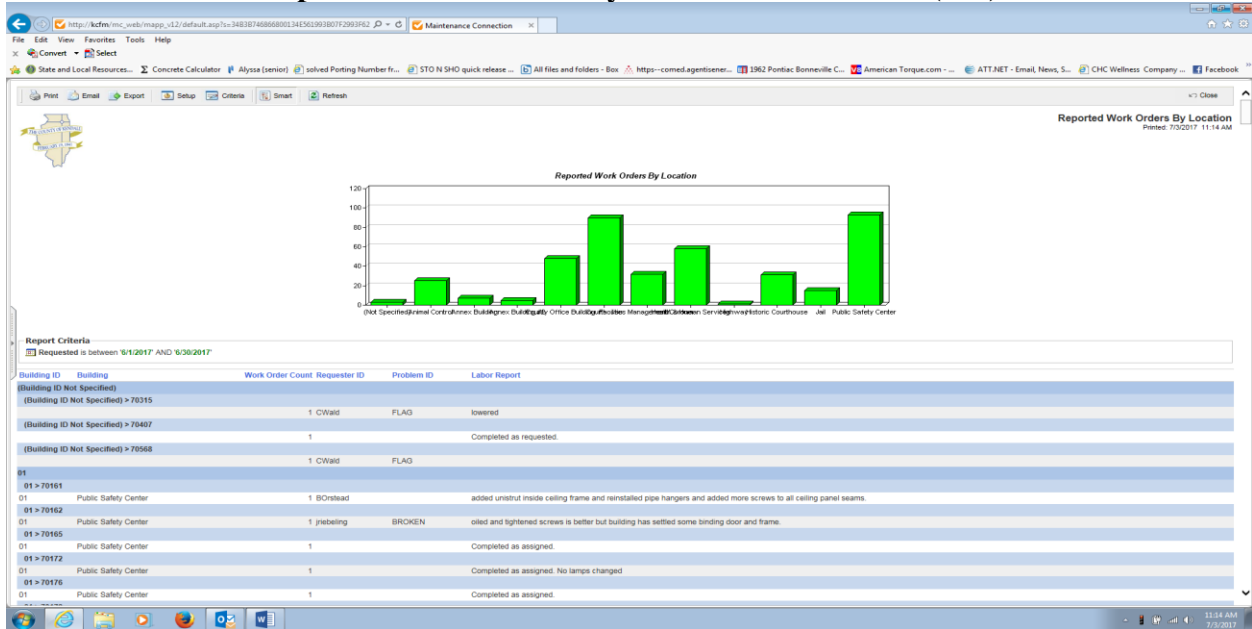 http://kcfm/mc_web/mapp_v12/default.asp?s=
Maintenance Connection
File Edit View Favorites Tools Help
Convert Select
State and Local Resources... Concrete Calculator Alyssa (senior) solved Porting Number fr... STO N SHO quick release ... All files and folders - Box https--comed.agentisener... 1962 Pontiac Bonneville C... American Torque.com - ... ATT.NET - Email, News, S... CHC Wellness Company ... Facebook
Print Email Export Setup Criteria Smart Refresh Close
Reported Work Orders By Location
Printed: 7/3/2017 11:14 AM
Reported Work Orders By Location
120
100
80
60
40
20
0
(Not Specified) Animal Control Annex Building Historic Courthouse Jail Public Safety Center
Report Criteria
Requested is between '6/1/2017' AND '6/30/2017'
Building ID Building Work Order Count Requester ID Problem ID Labor Report
(Building ID Not Specified)
(Building ID Not Specified) > 70315
1 CWald FLAG lowered
(Building ID Not Specified) > 70407
1 Completed as requested.
(Building ID Not Specified) > 70568
1 CWald FLAG
01
01 > 70161
01 Public Safety Center 1 BOrstead added unistrut inside ceiling frame and reinstalled pipe hangers and added more screws to all ceiling panel seams.
01 > 70162
01 Public Safety Center 1 jriebeling BROKEN oiled and tightened screws is better but building has settled some binding door and frame.
01 > 70165
01 Public Safety Center 1 Completed as assigned.
01 > 70172
01 Public Safety Center 1 Completed as assigned. No lamps changed
01 > 70176
01 Public Safety Center 1 Completed as assigned.
11:14 AM
7/3/2017